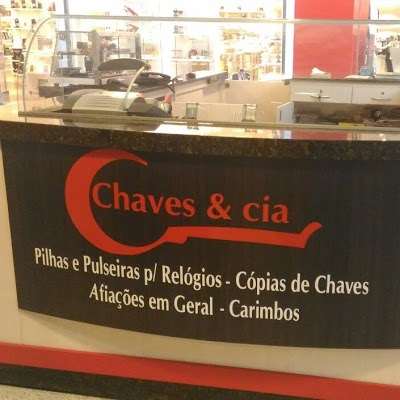 Chaves & cia
Pilhas e Pulseiras p/ Relógios - Cópias de Chaves
Afiações em Geral - Carimbos